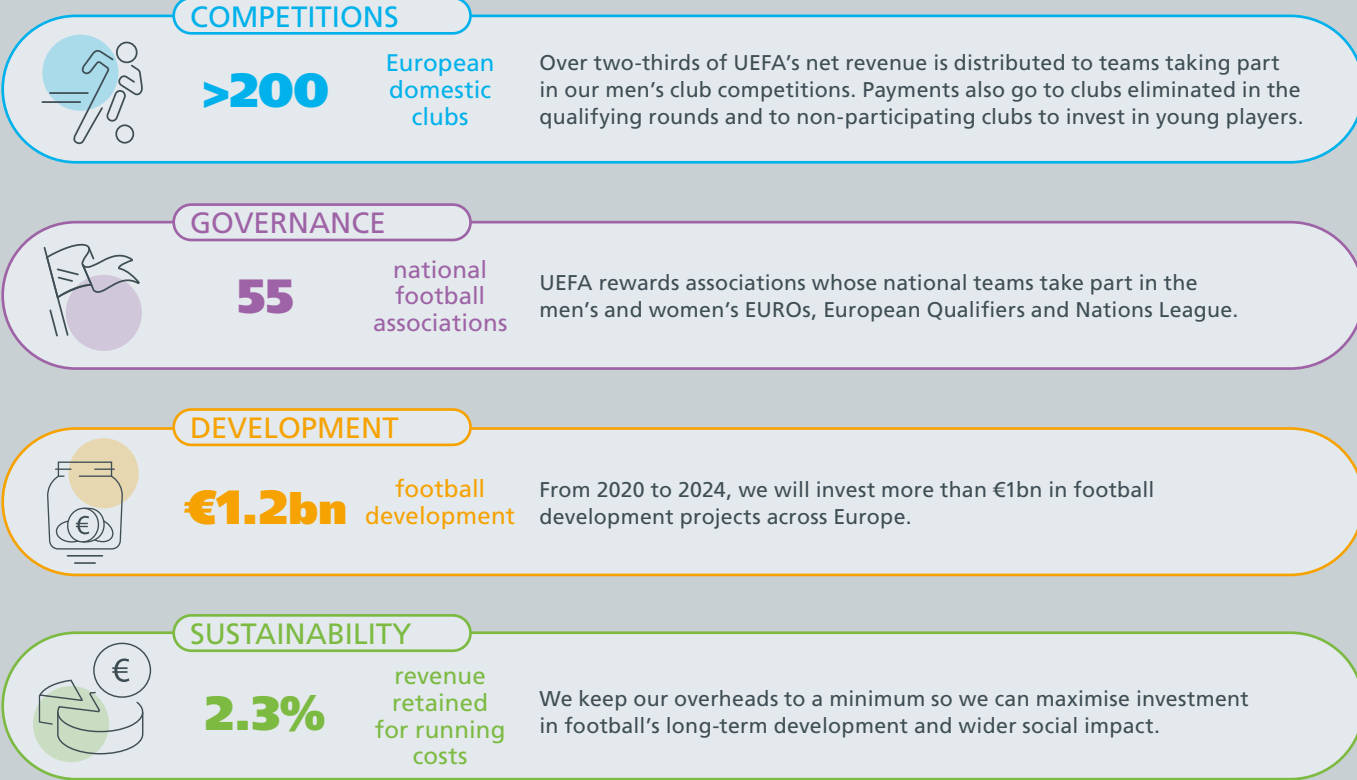 COMPETITIONS
>200
European
domestic
clubs
Over two-thirds of UEFA’s net revenue is distributed to teams taking part
in our men’s club competitions. Payments also go to clubs eliminated in the
qualifying rounds and to non-participating clubs to invest in young players.
GOVERNANCE
55
national
football
associations
UEFA rewards associations whose national teams take part in the
men’s and women’s EUROs, European Qualifiers and Nations League.
DEVELOPMENT
€
€1.2bn
football
development
From 2020 to 2024, we will invest more than €1bn in football
development projects across Europe.
SUSTAINABILITY
€
2.3%
revenue
retained
for running
costs
We keep our overheads to a minimum so we can maximise investment
in football’s long-term development and wider social impact.